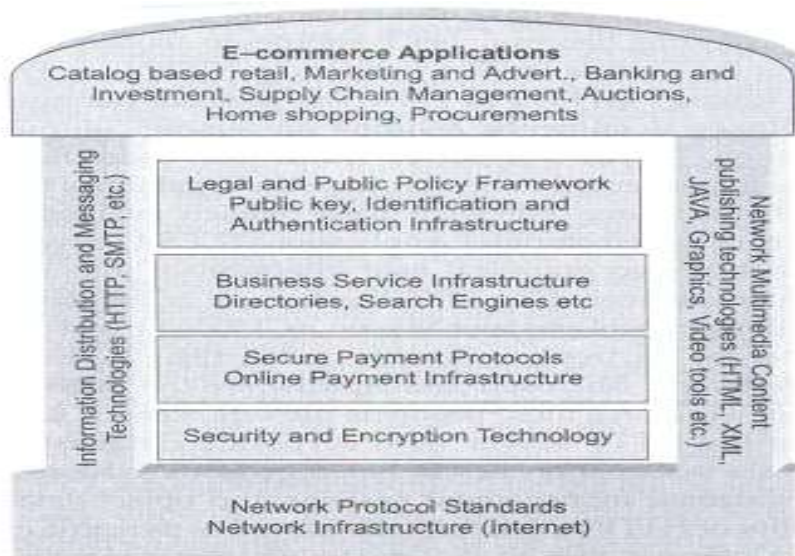 E–commerce Applications
Catalog based retail, Marketing and Advert., Banking and
Investment, Supply Chain Management, Auctions,
Home shopping, Procurements
Information Distribution and Messaging
Technologies (HTTP, SMTP, etc.)
Legal and Public Policy Framework
Public key, Identification and
Authentication Infrastructure
Business Service Infrastructure
Directories, Search Engines etc
Secure Payment Protocols
Online Payment Infrastructure
Security and Encryption Technology
Network Multimedia Content
publishing technologies (HTML, XML,
JAVA, Graphics, Video tools etc.)
Network Protocol Standards
Network Infrastructure (Internet)